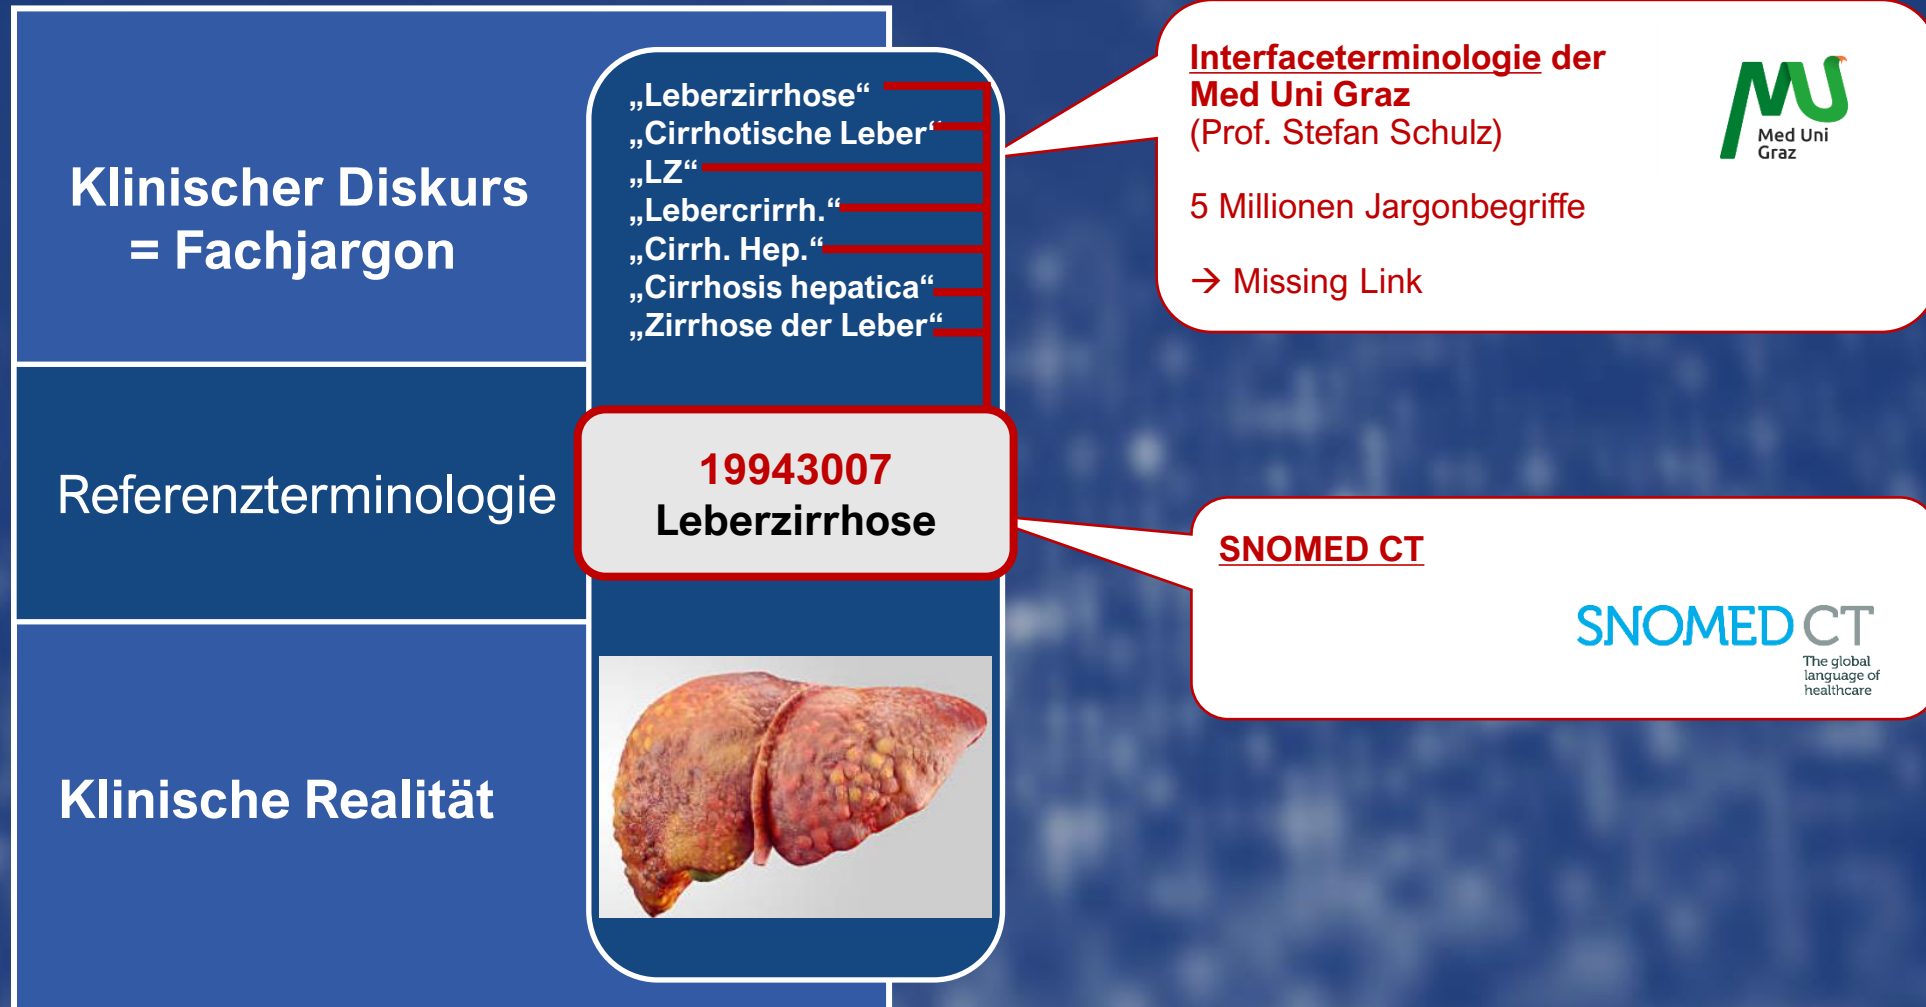 Klinischer Diskurs
= Fachjargon
„Leberzirrhose“
„Cirrhotische Leber“
„LZ“
„Lebercrirrh.“
„Cirrh. Hep.“
„Cirrhosis hepatica“
„Zirrhose der Leber“
Interfaceterminologie der
Med Uni Graz
(Prof. Stefan Schulz)
5 Millionen Jargonbegriffe
→ Missing Link
Med Uni
Graz
Referenzterminologie
19943007
Leberzirrhose
SNOMED CT
SNOMED CT
The global
language of
healthcare
Klinische Realität